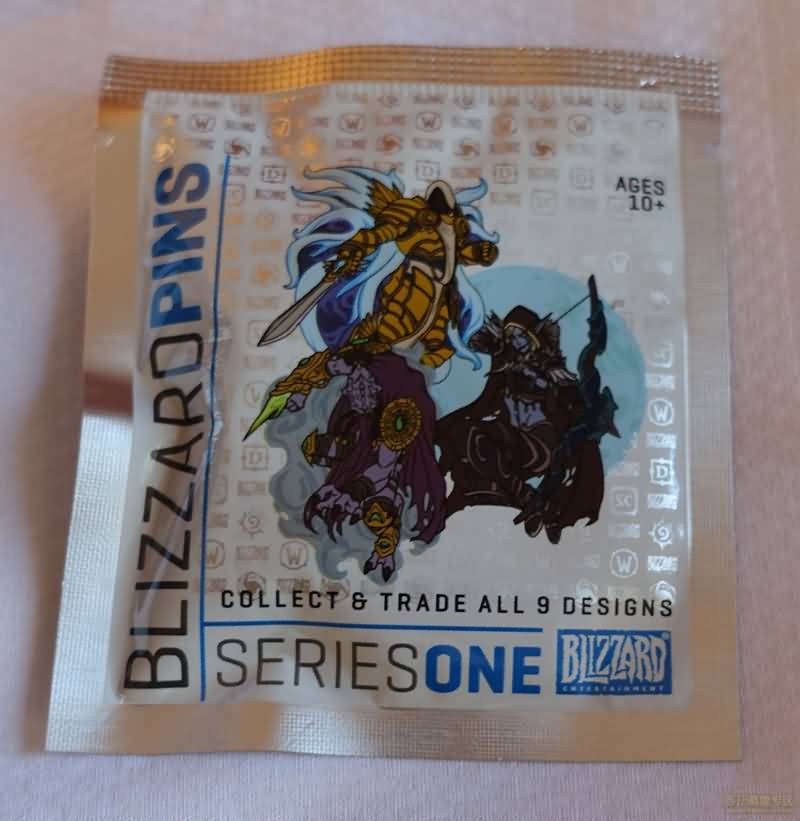 AGES
10+
BLIZZARDPINS
COLLECT & TRADE ALL 9 DESIGNS
SERIESONE
BLIZZARD
ENTERTAINMENT